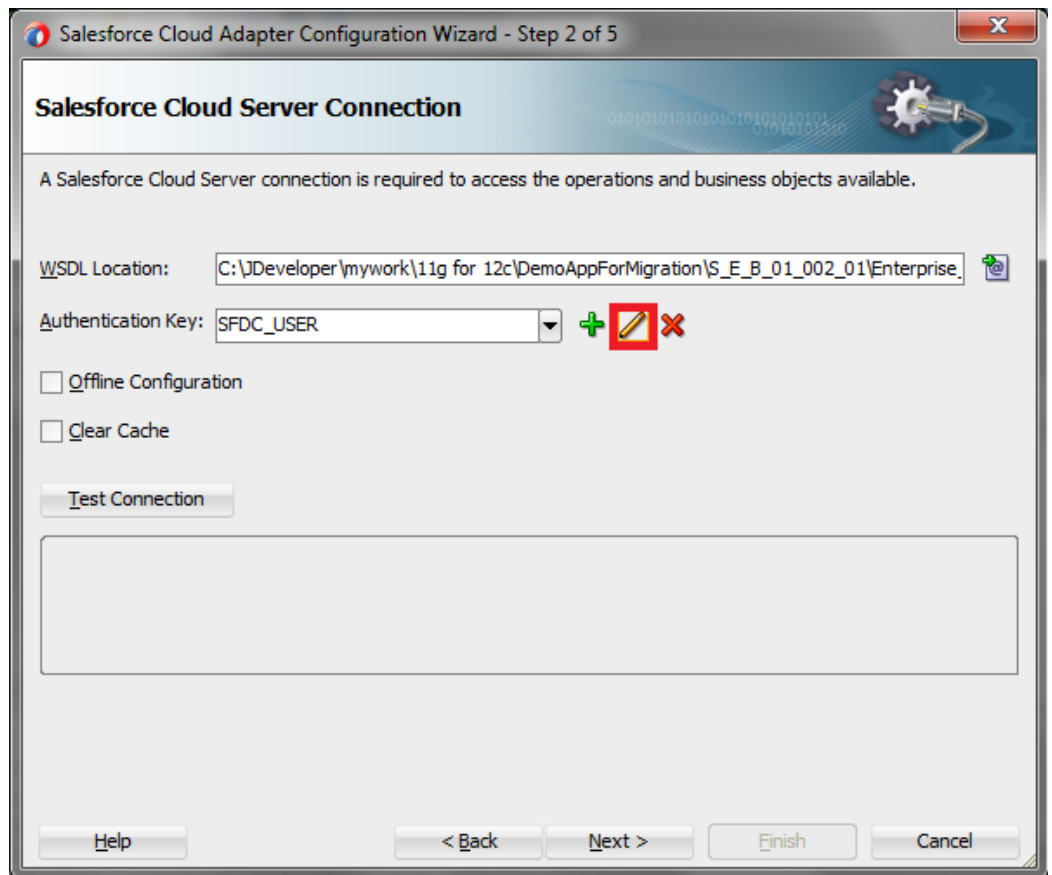 Salesforce Cloud Adapter Configuration Wizard - Step 2 of 5
Salesforce Cloud Server Connection
010101010101010101010101010101
01010101010
A Salesforce Cloud Server connection is required to access the operations and business objects available.
WSDL Location: C:\JDeveloper\mywork\11g for 12c\DemoAppForMigration\S_E_B_01_002_01\Enterprise_
Authentication Key: SFDC_USER
Offline Configuration
Clear Cache
Test Connection
Help < Back Next > Finish Cancel